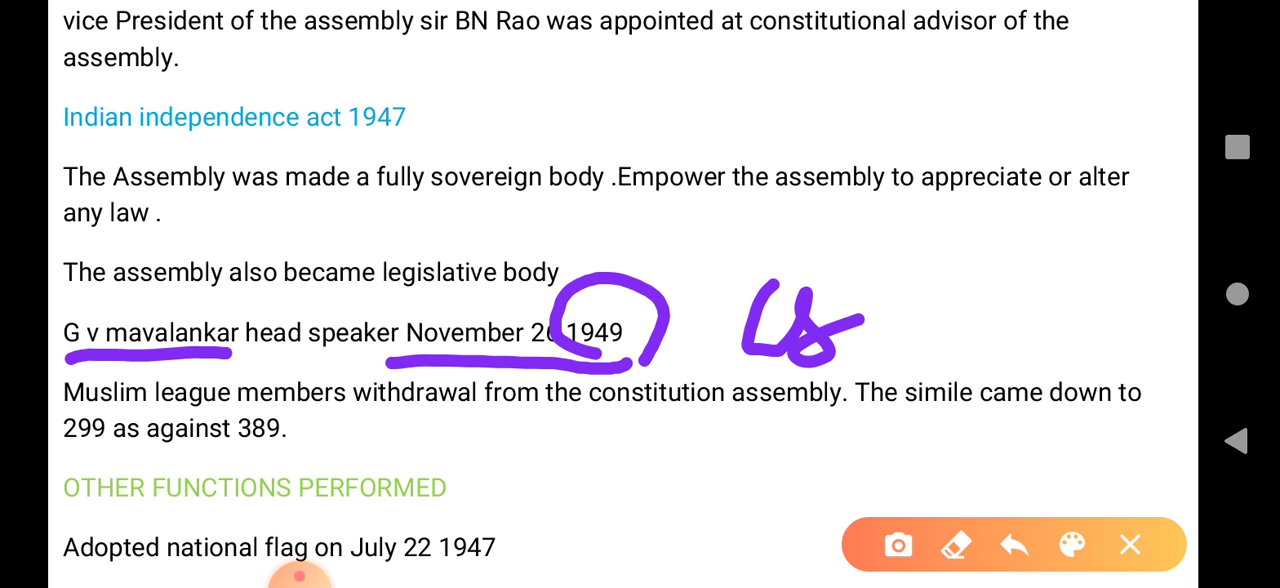 vice President of the assembly sir BN Rao was appointed at constitutional advisor of the
assembly.
Indian independence act 1947
The Assembly was made a fully sovereign body .Empower the assembly to appreciate or alter
any law .
The assembly also became legislative body
G v mavalankar head speaker November 26 1949
Muslim league members withdrawal from the constitution assembly. The simile came down to
299 as against 389.
OTHER FUNCTIONS PERFORMED
Adopted national flag on July 22 1947